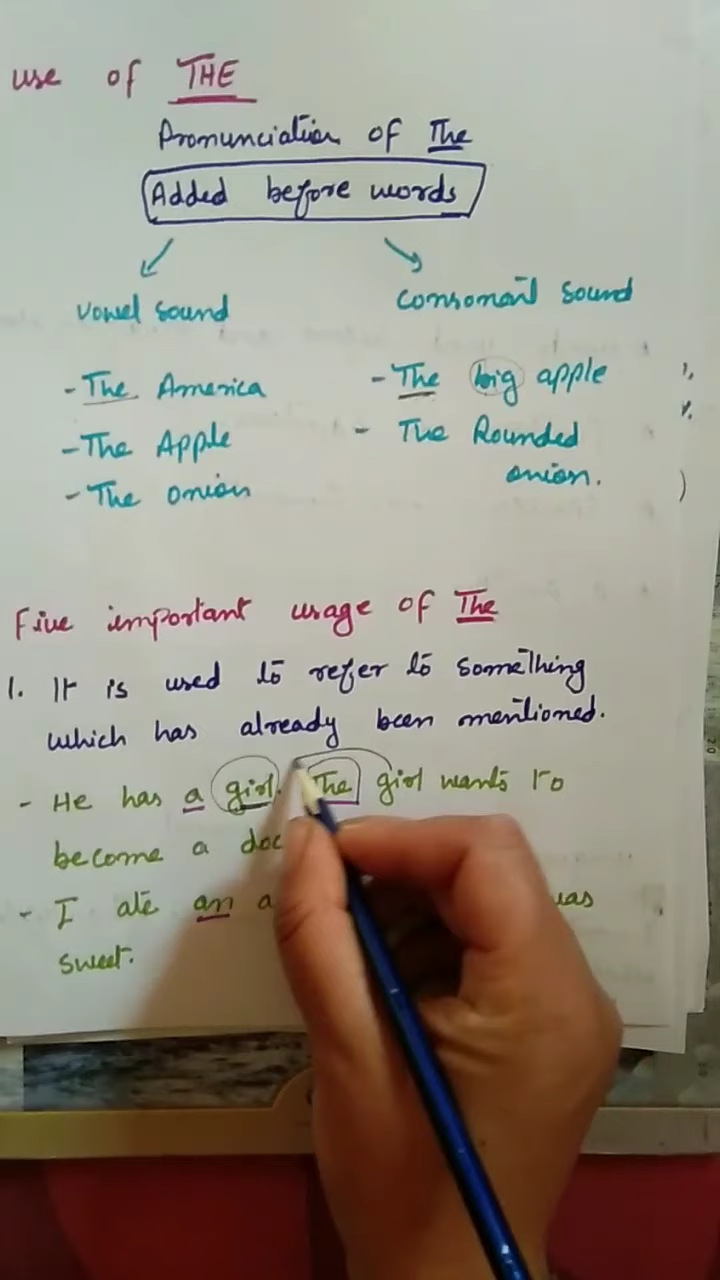 use of THE
Pronunciation of The
Added before words
Vowel sound
- The America
- The Apple
- The onion
Consonant sound
- The big apple
- The Rounded
onion.
Five important usage of The
1. It is used to refer to something
which has already been mentioned.
- He has a girl. The girl wants to
become a
- I ate an
sweet.